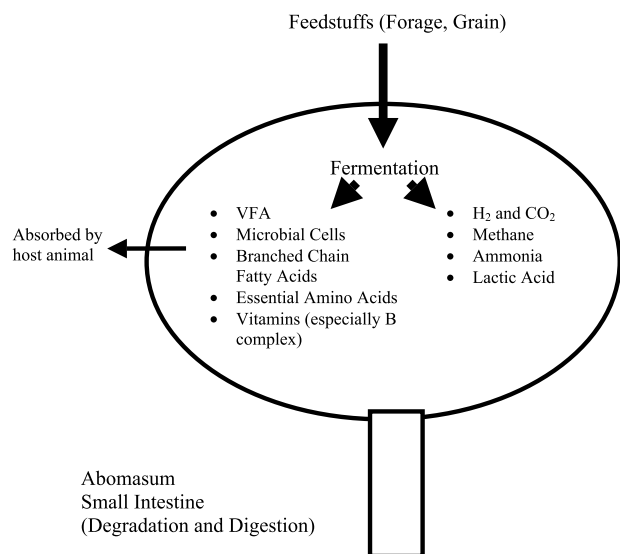 Feedstuffs (Forage, Grain)
Fermentation
Absorbed by
host animal
• VFA
• Microbial Cells
• Branched Chain
Fatty Acids
• Essential Amino Acids
• Vitamins (especially B
complex)
• H₂ and CO₂
• Methane
• Ammonia
• Lactic Acid
Abomasum
Small Intestine
(Degradation and Digestion)